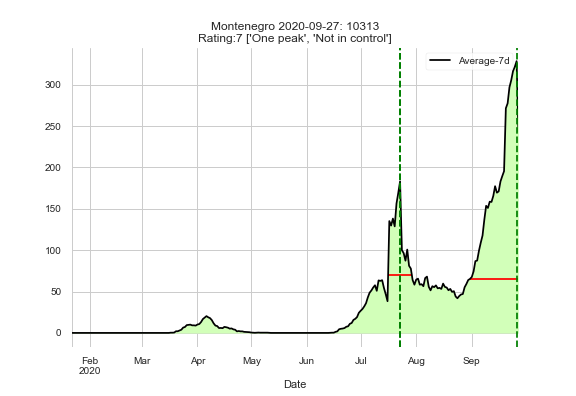 Montenegro 2020-09-27: 10313
Rating:7 ['One peak', 'Not in control']
Average-7d
300
250
200
150
100
50
0
Feb
2020
Mar
Apr
May
Jun
Jul
Aug
Sep
Date